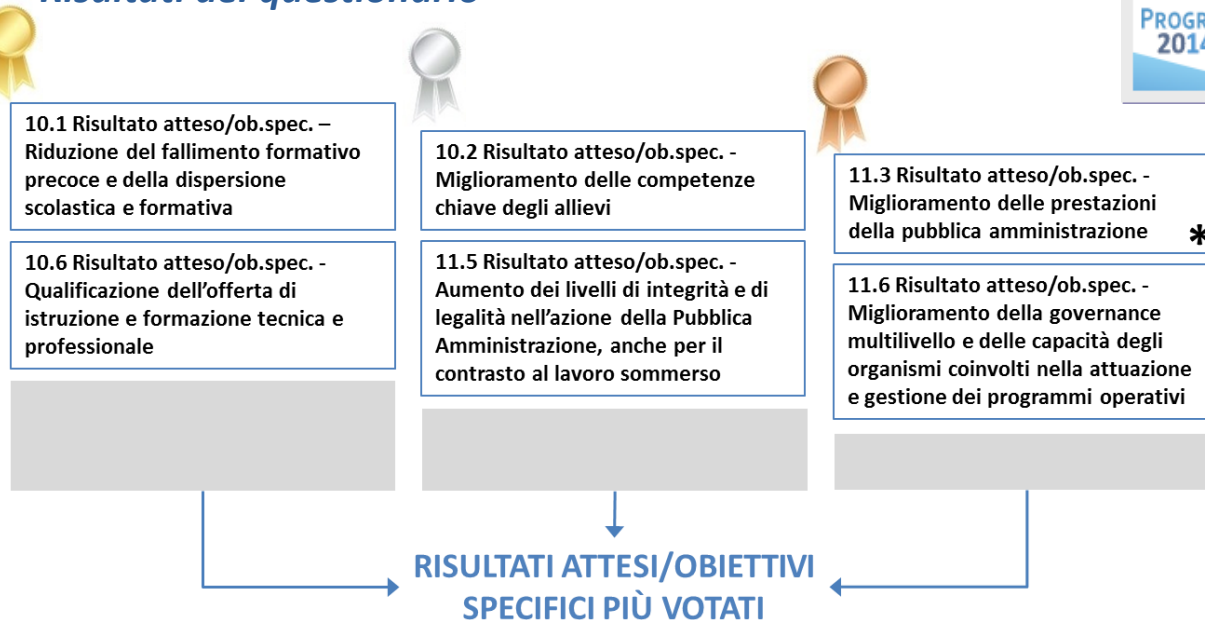 Risultati del questionario
PROGR
2014
10.1 Risultato atteso/ob.spec. –
Riduzione del fallimento formativo
precoce e della dispersione
scolastica e formativa
10.6 Risultato atteso/ob.spec. -
Qualificazione dell’offerta di
istruzione e formazione tecnica e
professionale
10.2 Risultato atteso/ob.spec. -
Miglioramento delle competenze
chiave degli allievi
11.5 Risultato atteso/ob.spec. -
Aumento dei livelli di integrità e di
legalità nell’azione della Pubblica
Amministrazione, anche per il
contrasto al lavoro sommerso
11.3 Risultato atteso/ob.spec. -
Miglioramento delle prestazioni
della pubblica amministrazione *
11.6 Risultato atteso/ob.spec. -
Miglioramento della governance
multilivello e delle capacità degli
organismi coinvolti nella attuazione
e gestione dei programmi operativi
RISULTATI ATTESI/OBIETTIVI
SPECIFICI PIÙ VOTATI